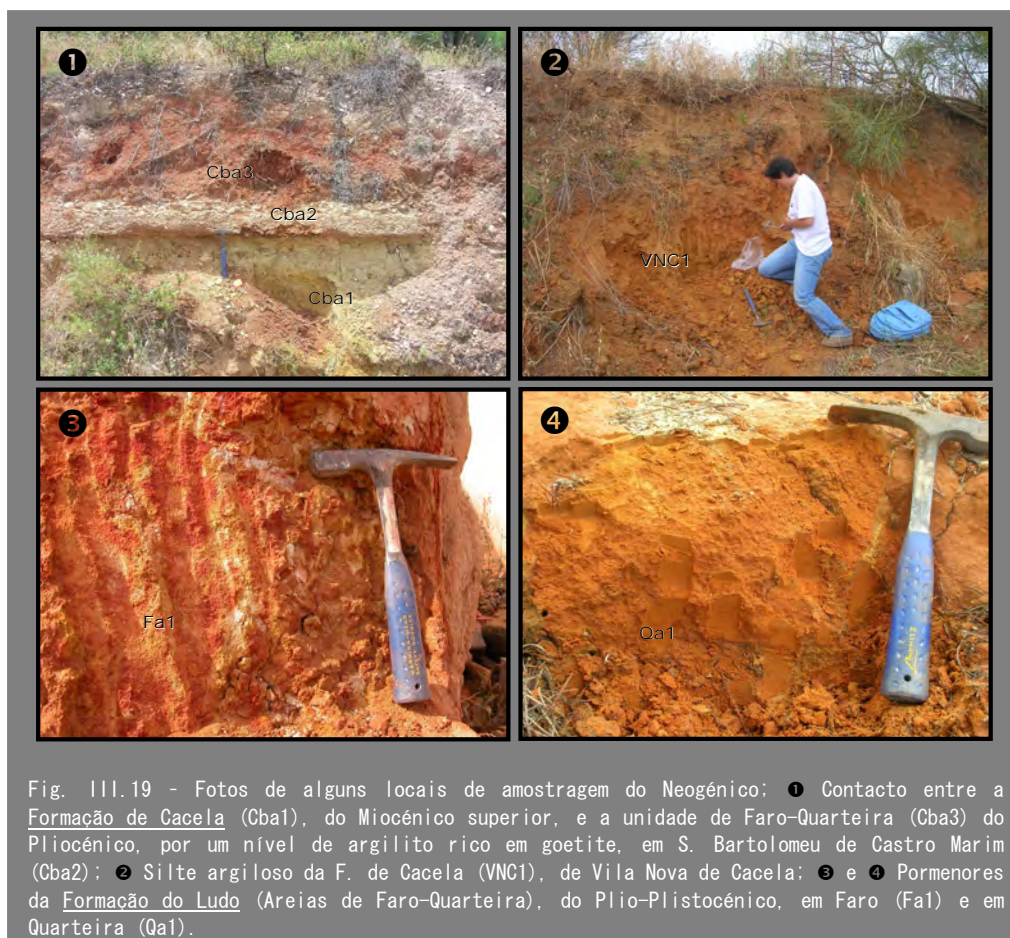 ❶
❷
Cba3
Cba2
Cba1
VNC1
❸
❹
Fa1
Qa1
Fig. III.19 - Fotos de alguns locais de amostragem do Neogénico; ❶ Contacto entre a
Formação de Cacela (Cba1), do Miocénico superior, e a unidade de Faro-Quarteira (Cba3) do
Pliocénico, por um nível de argilito rico em goetite, em S. Bartolomeu de Castro Marim
(Cba2); ❷ Silte argiloso da F. de Cacela (VNC1), de Vila Nova de Cacela; ❸ e ❹ Pormenores
da Formação do Ludo (Areias de Faro-Quarteira), do Plio-Plistocénico, em Faro (Fa1) e em
Quarteira (Qa1).